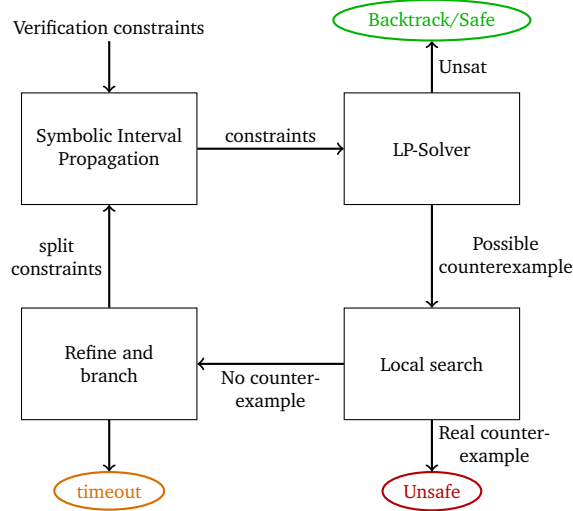 Backtrack/Safe
Verification constraints
Unsat
Symbolic Interval
Propagation
constraints
LP-Solver
split
constraints
Possible
counterexample
Refine and
branch
No counter-
example
Local search
Real counter-
example
timeout
Unsafe